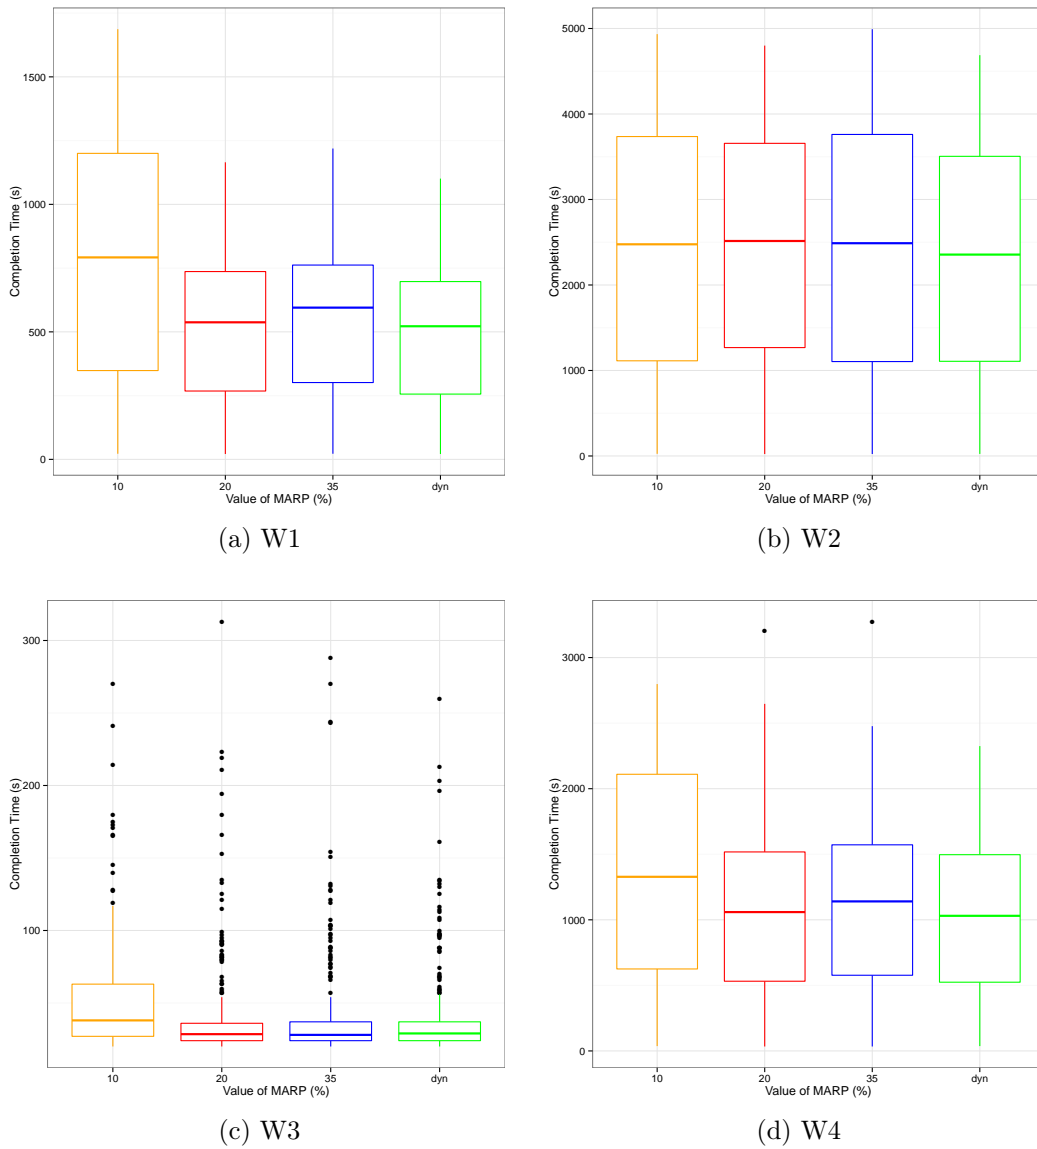 1500
1000
500
0
Completion Time (s)
10 20 35 dyn
Value of MARP (%)
(a) W1
5000
4000
3000
2000
1000
0
Completion Time (s)
10 20 35 dyn
Value of MARP (%)
(b) W2
300
200
100
Completion Time (s)
10 20 35 dyn
Value of MARP (%)
(c) W3
3000
2000
1000
0
Completion Time (s)
10 20 35 dyn
Value of MARP (%)
(d) W4